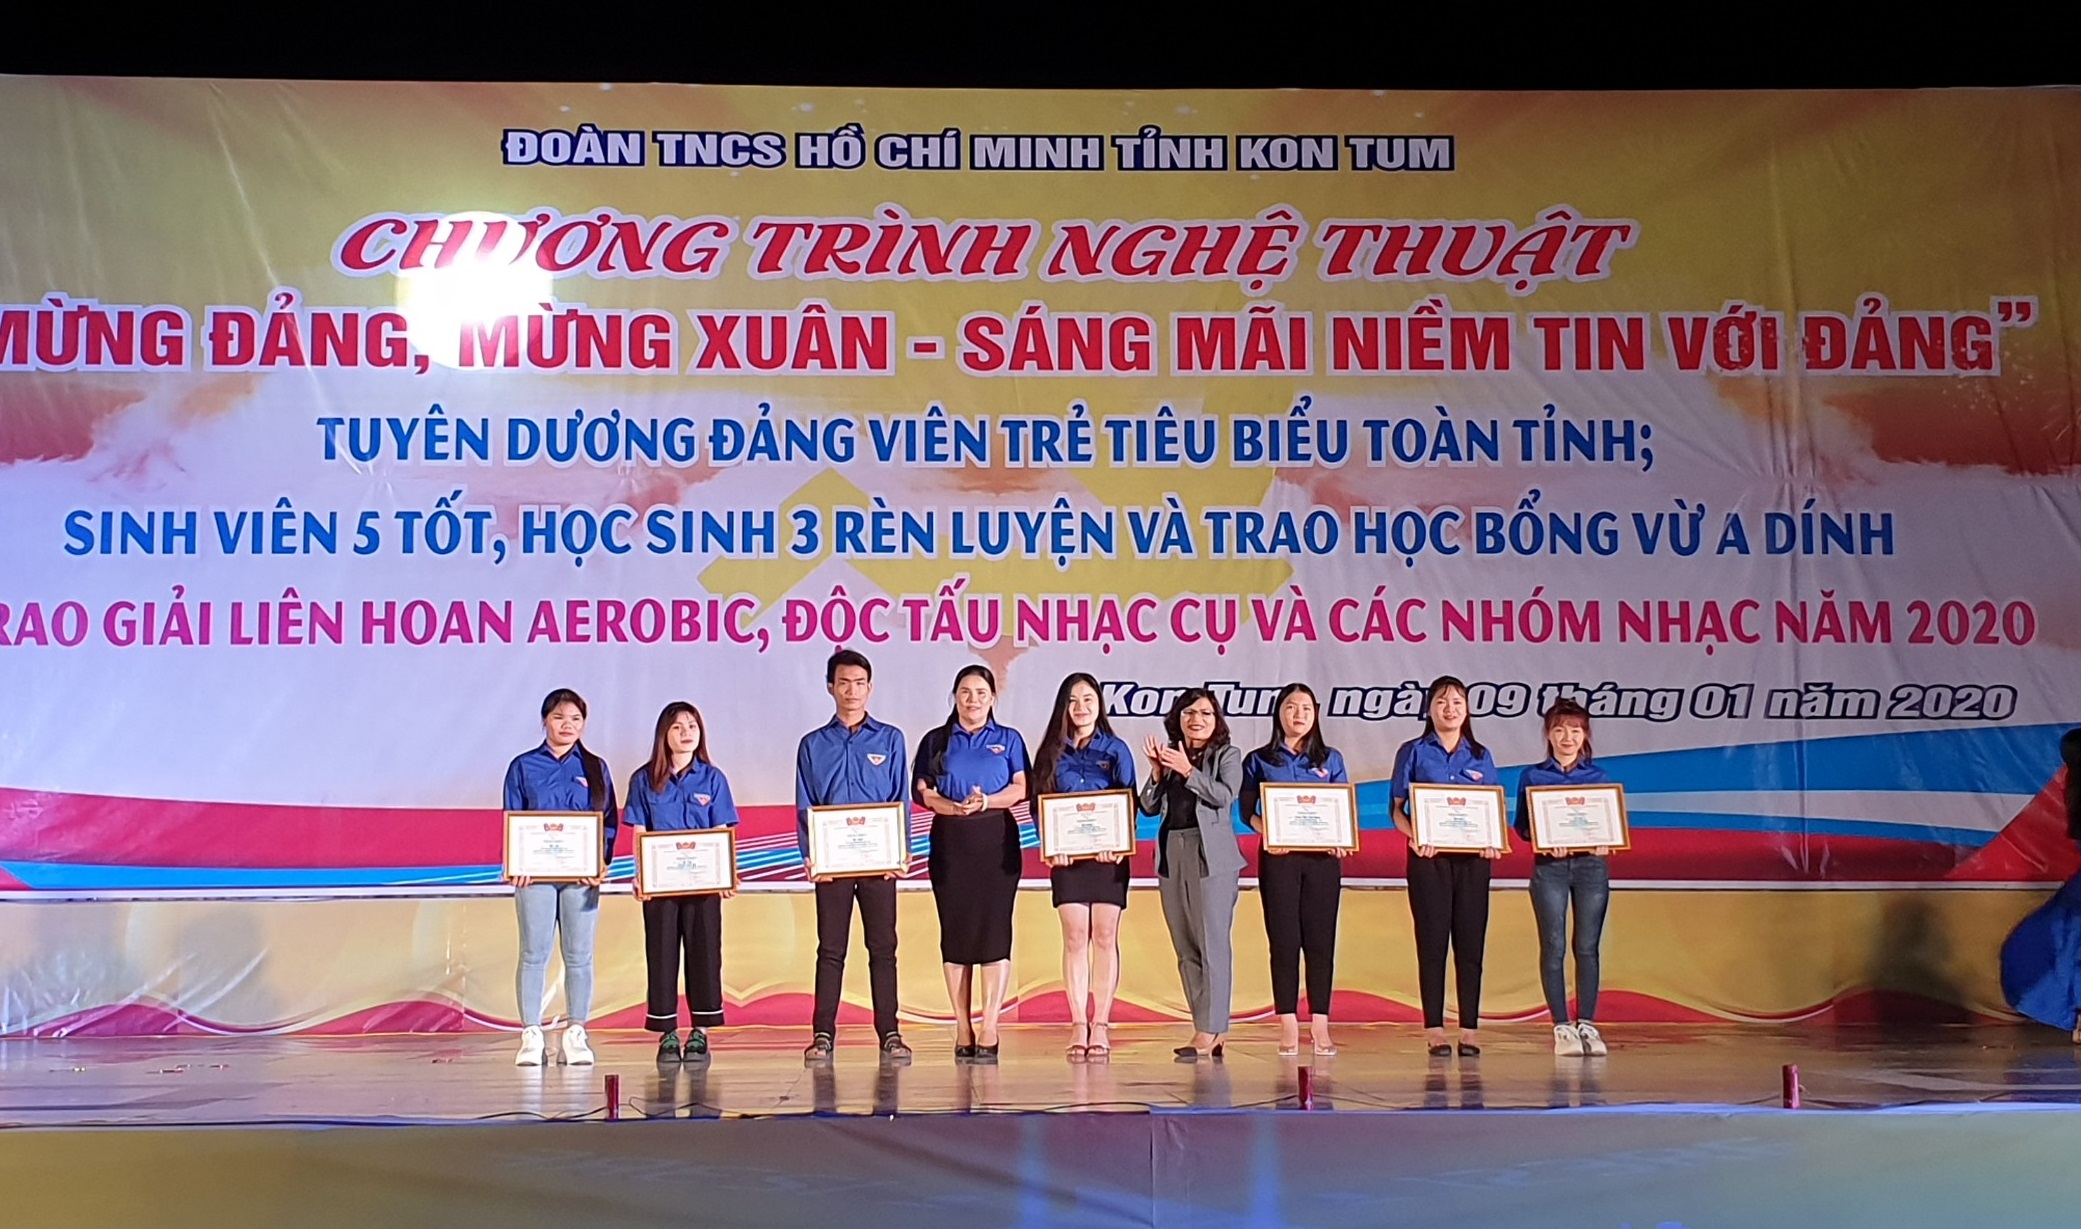 ĐOÀN TNCS HỒ CHÍ MINH TỈNH KON TUM
CHƯƠNG TRÌNH NGHỆ THUẬT
MỪNG ĐẢNG, MỪNG XUÂN - SÁNG MÃI NIỀM TIN VỚI ĐẢNG"
TUYÊN DƯƠNG ĐẢNG VIÊN TRẺ TIÊU BIỂU TOÀN TỈNH;
SINH VIÊN 5 TỐT, HỌC SINH 3 RÈN LUYỆN VÀ TRAO HỌC BỔNG VỪ A DÍNH
RAO GIẢI LIÊN HOAN AEROBIC, ĐỘC TẤU NHẠC CỤ VÀ CÁC NHÓM NHẠC NĂM 2020
Kon Tum, ngày 09 tháng 01 năm 2020